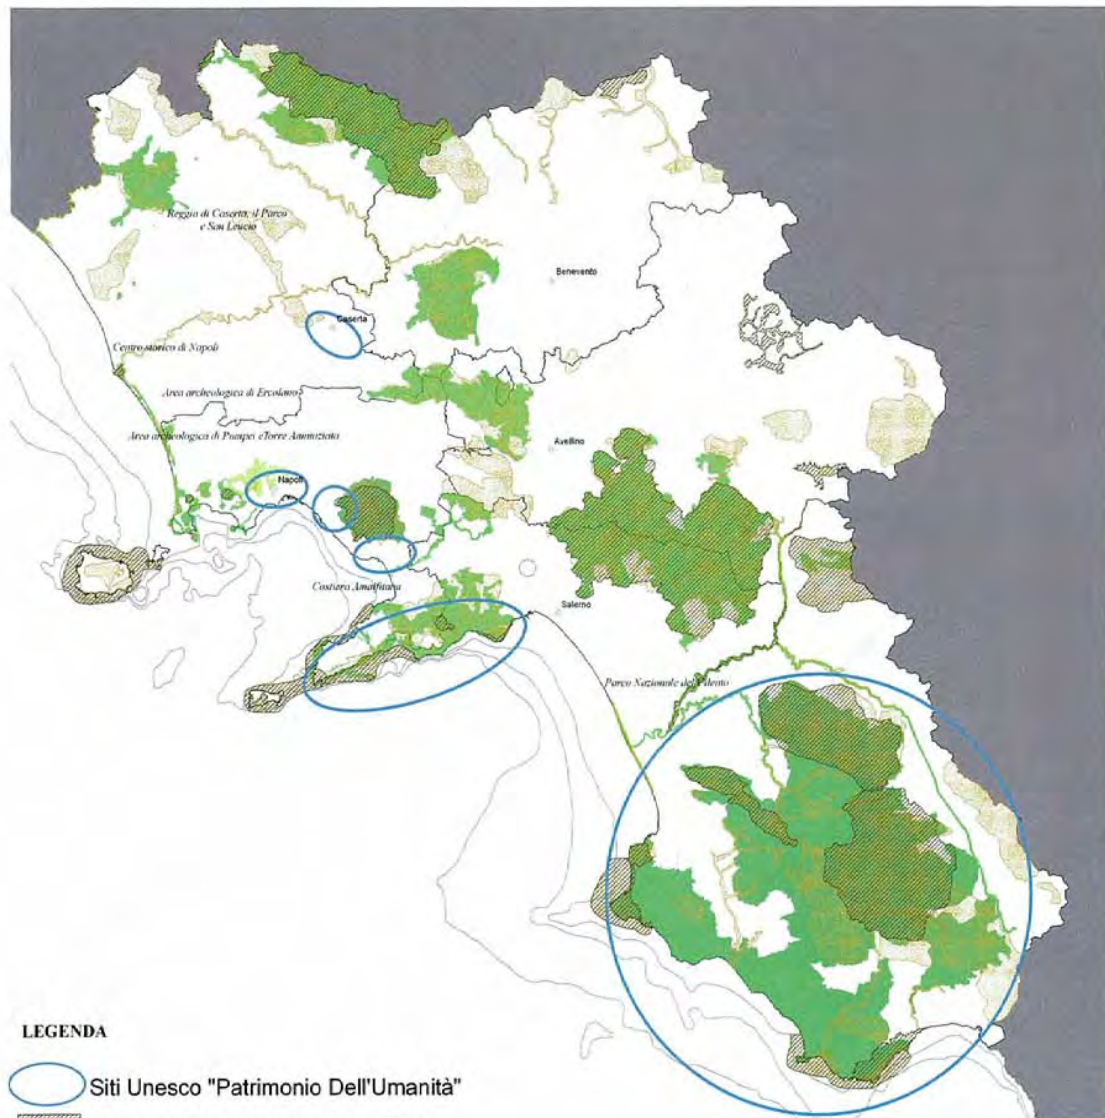 Reggia di Caserta, il Parco
e San Leucio
Benevento
Caserta
Centro storico di Napoli
Area archeologica di Ercolano
Area archeologica di Pompei eTorre Annunziata
Avellino
Napoli
Costiera Amalfitana
Salerno
Parco Nazionale del Cilento
LEGENDA
Siti Unesco "Patrimonio Dell'Umanità"